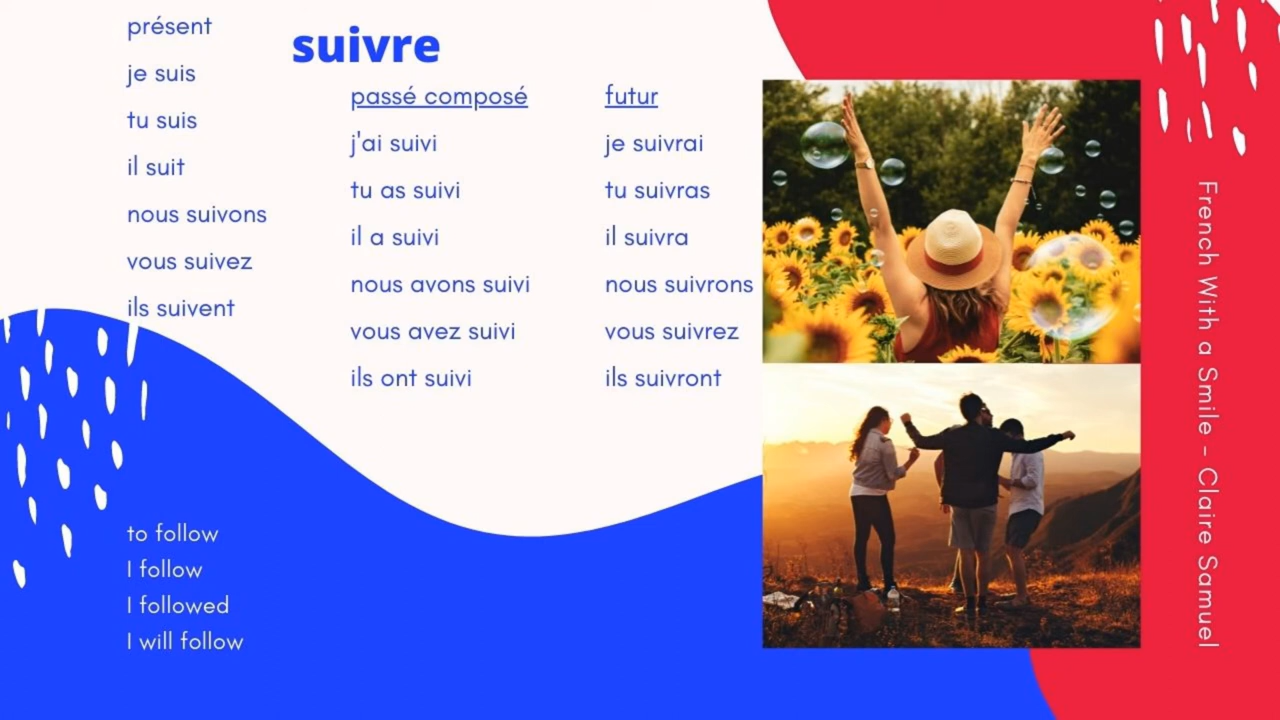 présent
je suis
tu suis
il suit
nous suivons
vous suivez
ils suivent
suivre
passé composé
j'ai suivi
tu as suivi
il a suivi
nous avons suivi
vous avez suivi
ils ont suivi
futur
je suivrai
tu suivras
il suivra
nous suivrons
vous suivrez
ils suivront
to follow
I follow
I followed
I will follow
French With a Smile - Claire Samuel